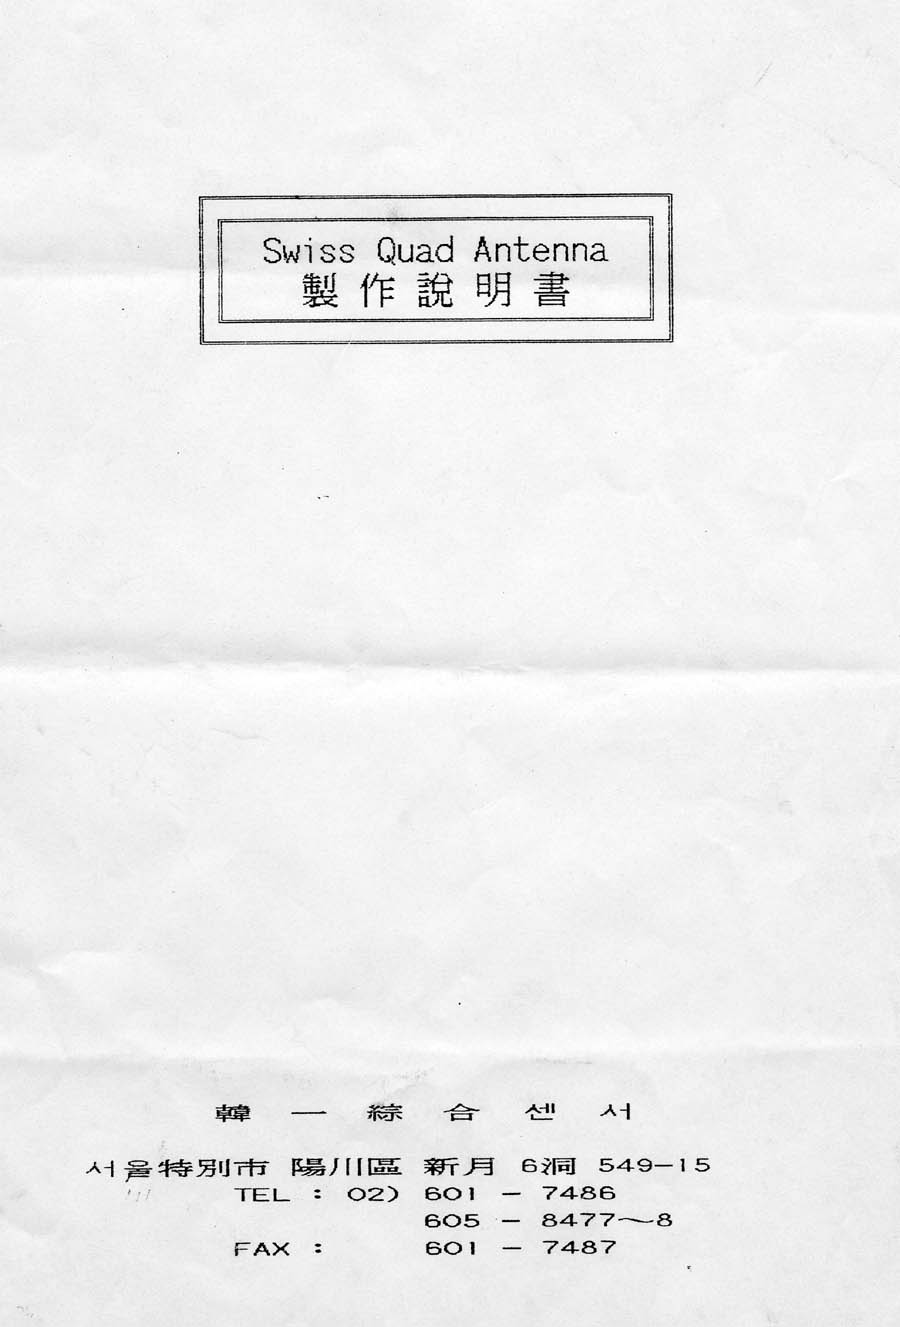 Swiss Quad Antenna
製作說明書
韓一綜合센서
서울特別市 陽川區 新月 6洞 549-15
TEL : 02) 601 - 7486
605 - 8477~8
FAX : 601 - 7487